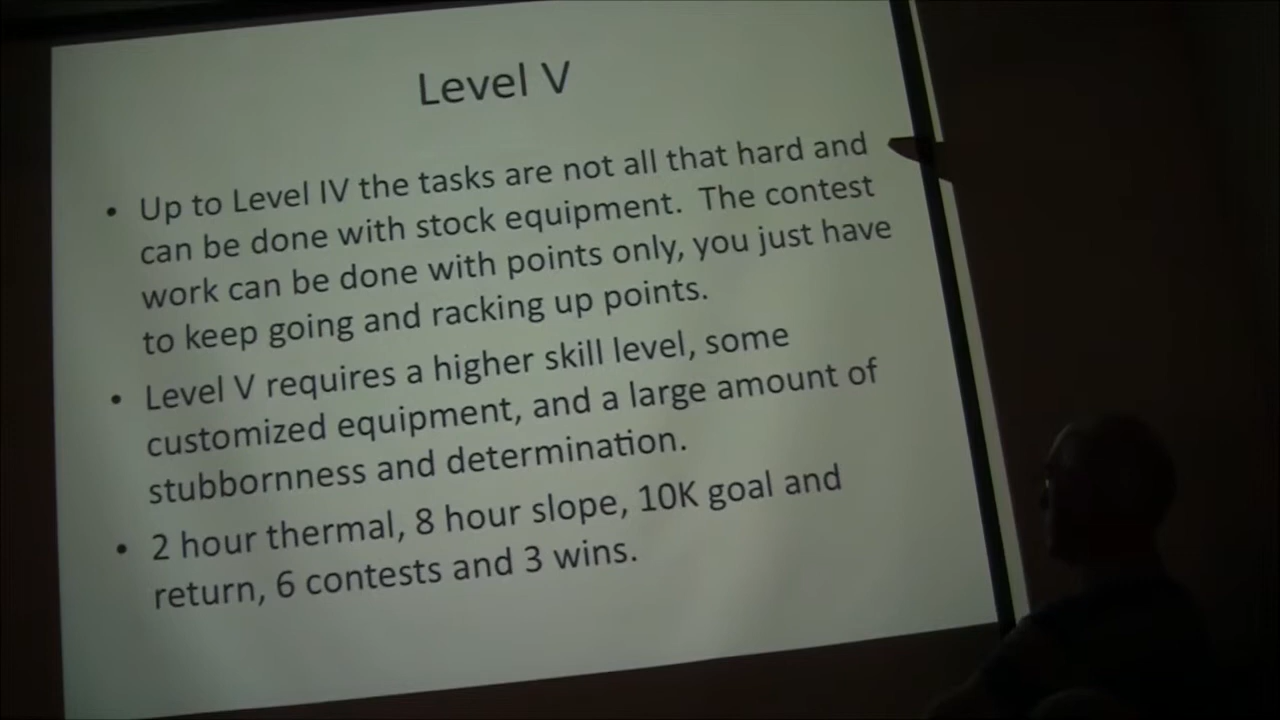 Level V
• Up to Level IV the tasks are not all that hard and
can be done with stock equipment. The contest
work can be done with points only, you just have
to keep going and racking up points.
• Level V requires a higher skill level, some
customized equipment, and a large amount of
stubbornness and determination.
• 2 hour thermal, 8 hour slope, 10K goal and
return, 6 contests and 3 wins.